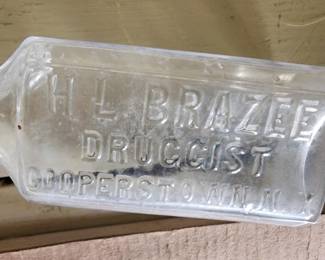 H L BRAZEE
DRUGGIST
COOPERSTOWN N.Y.